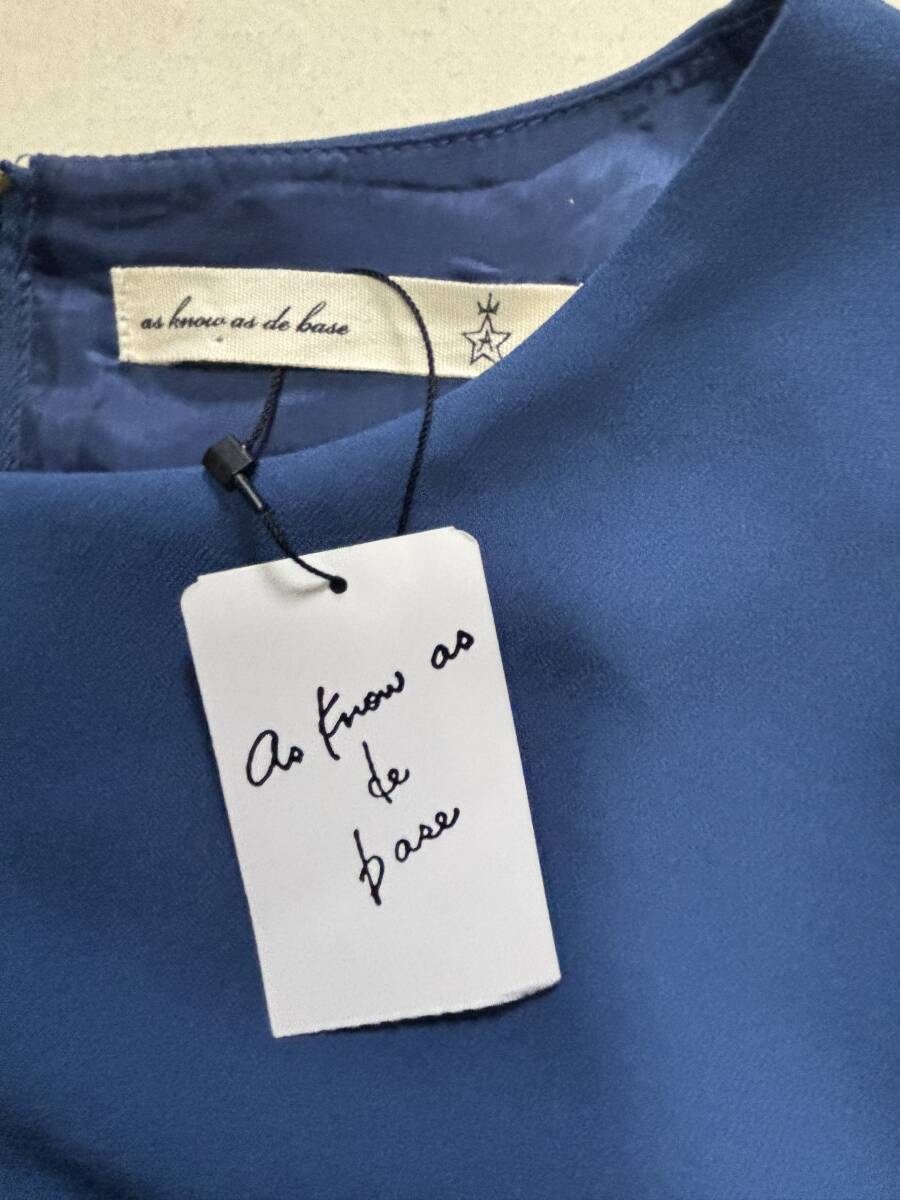 as know as de base
A
As know as
de
base